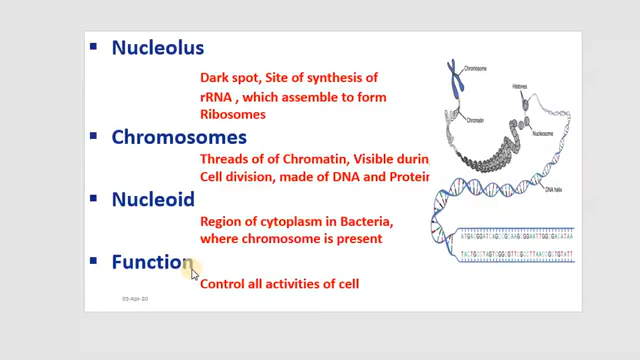 Nucleolus
Dark spot, Site of synthesis of
rRNA , which assemble to form
Ribosomes
Chromosomes
Threads of of Chromatin, Visible durin
Cell division, made of DNA and Protein
Nucleoid
Region of cytoplasm in Bacteria,
where chromosome is present
Function
Control all activities of cell
03-Apr-20
Chromosome
Chromatin
Histones
Nucleosome
DNA helix